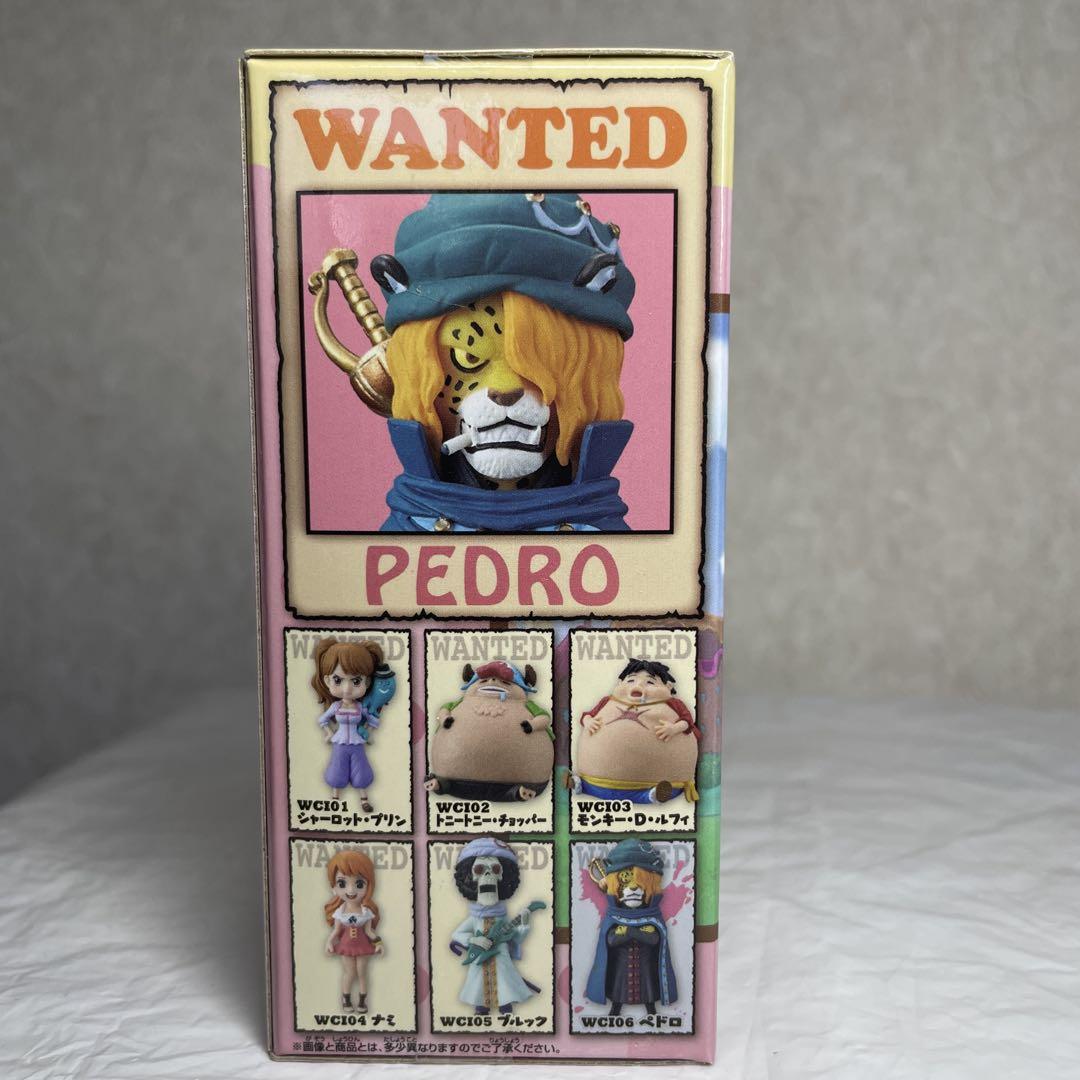 WANTED
PEDRO
WANTED
WCI01
シャーロット・プリン
WANTED
WCI02
トニートニー・チョッパー
WANTED
WCI03
モンキー・D・ルフィ
WANTED
WCI04 ナミ
WANTED
WCI05 ブルック
WANTED
WCI06 ペドロ
※画像と商品とは、多少異なりますのでご了承ください。